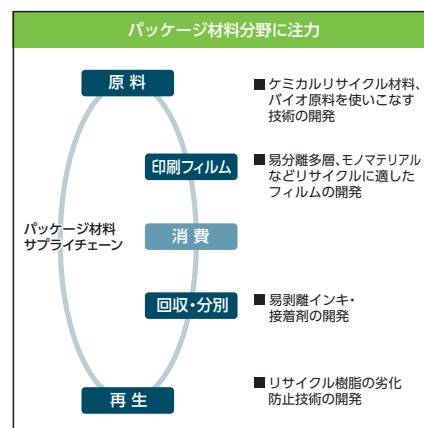 パッケージ材料分野に注力
原料
■ケミカルリサイクル材料、
バイオ原料を使いこなす
技術の開発
印刷フィルム
■易分離多層、モノマテリアル
などリサイクルに適した
フィルムの開発
パッケージ材料
サプライチェーン
消費
回収・分別
■易剥離インキ・
接着剤の開発
再生
■リサイクル樹脂の劣化
防止技術の開発